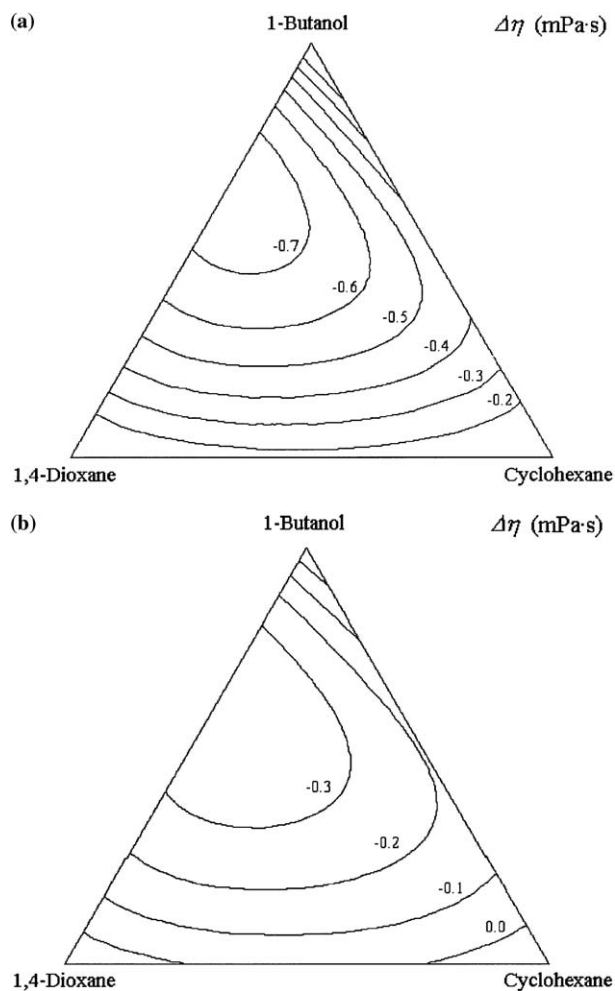 (a)
1-Butanol
Δη (mPa·s)
-0.7
-0.6
-0.5
-0.4
-0.3
-0.2
1,4-Dioxane
Cyclohexane
(b)
1-Butanol
Δη (mPa·s)
-0.3
-0.2
-0.1
0.0
1,4-Dioxane
Cyclohexane